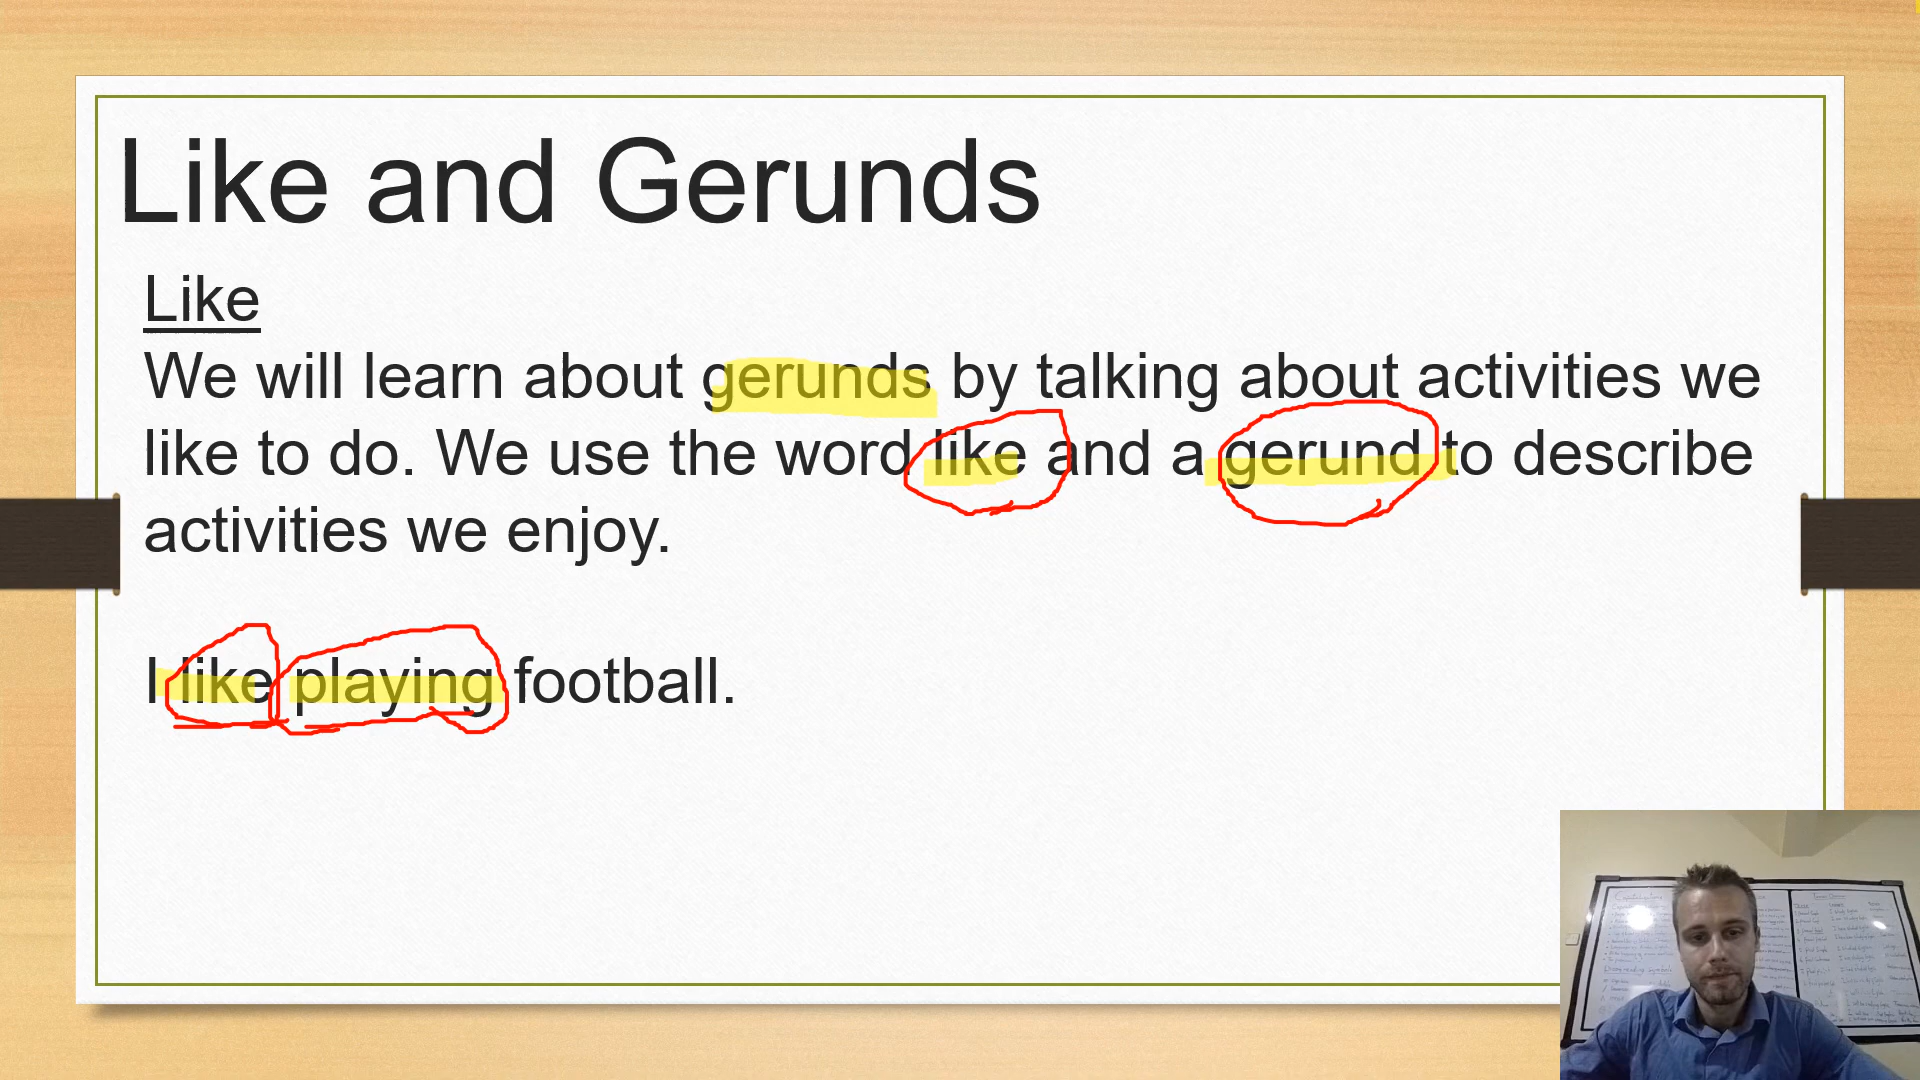 Like and Gerunds
Like
We will learn about gerunds by talking about activities we
like to do. We use the word like and a gerund to describe
activities we enjoy.
I like playing football.